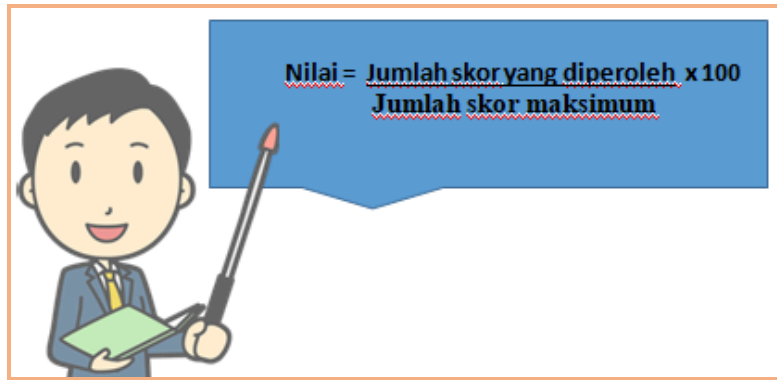 Nilai = Jumlah skor yang diperoleh x 100
Jumlah skor maksimum